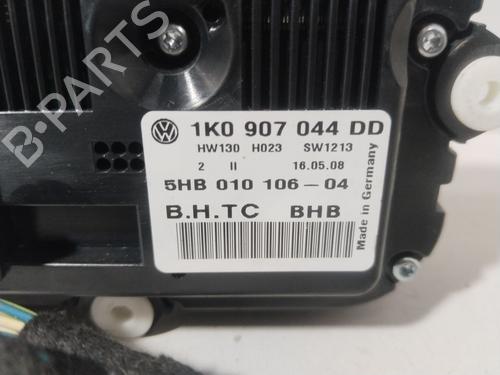 B-PARTS
1K0 907 044 DD
HW130 H023 SW1213
2 II 16.05.08
5HB 010 106-04
B.H.TC BHB
Made in Germany